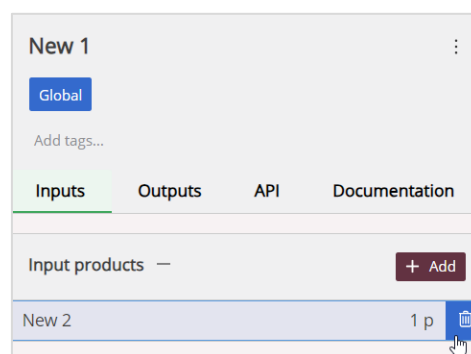 New 1
Global
Add tags...
Inputs Outputs API Documentation
Input products
+ Add
New 2 1 p